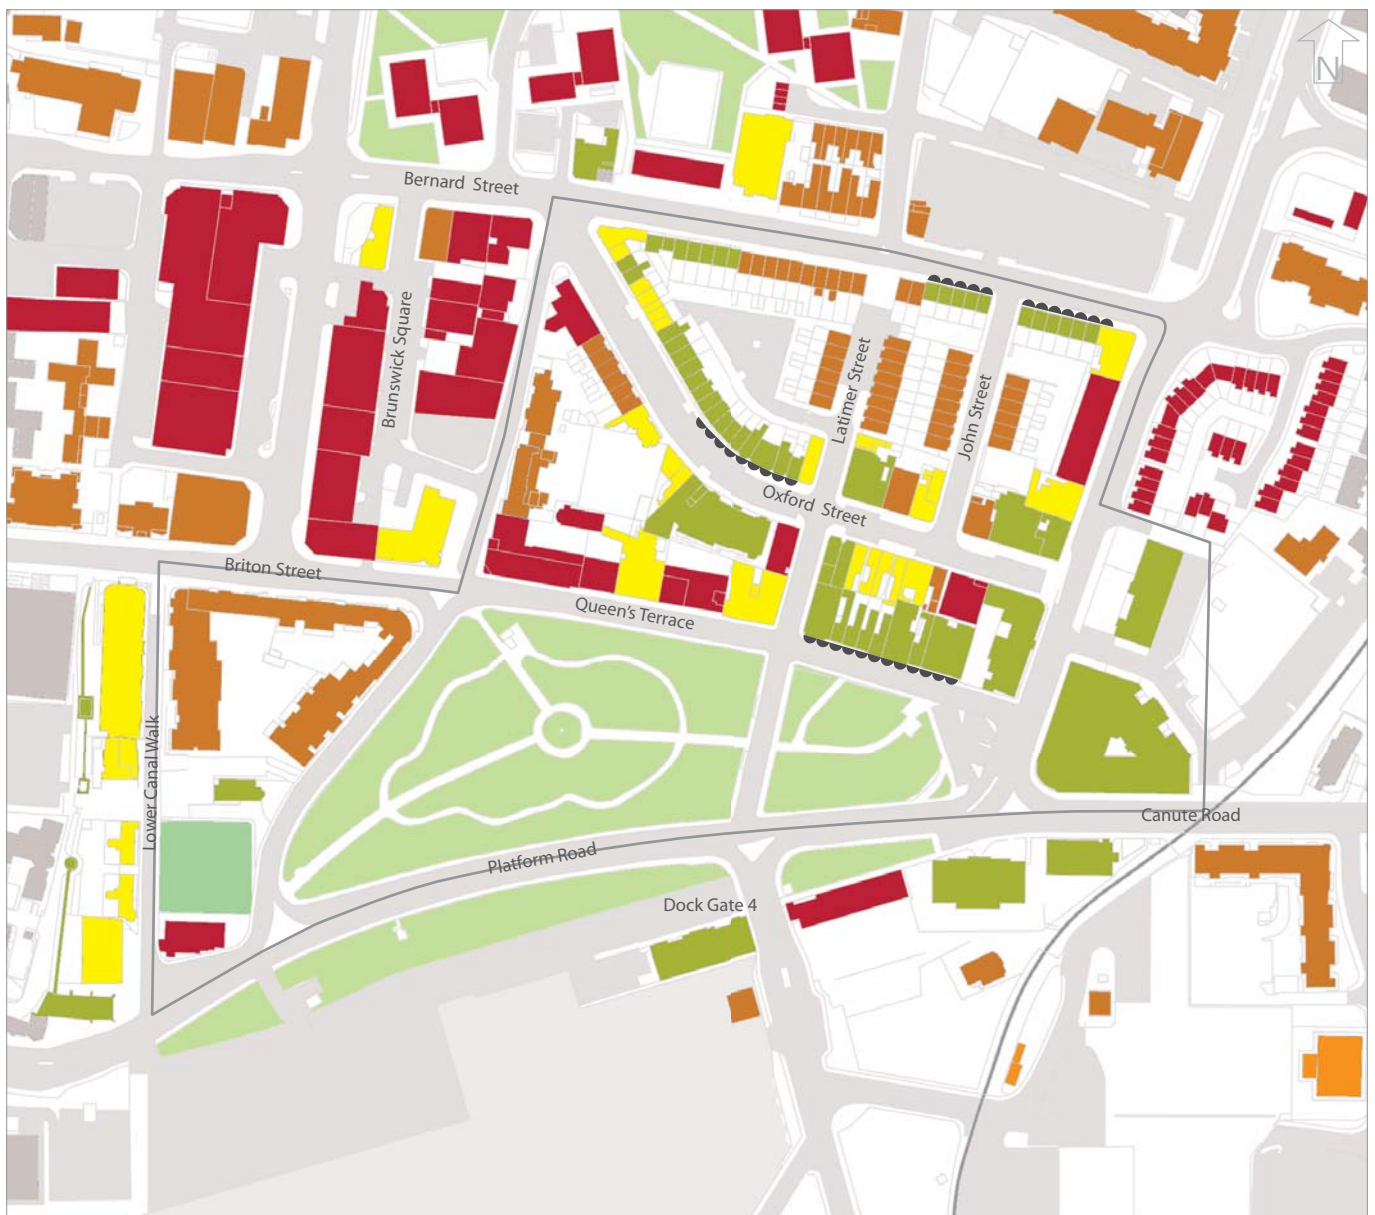 N
Bernard Street
Brunswick Square
Latimer Street
John Street
Oxford Street
Briton Street
Queen's Terrace
Lower Canal Walk
Canute Road
Platform Road
Dock Gate 4